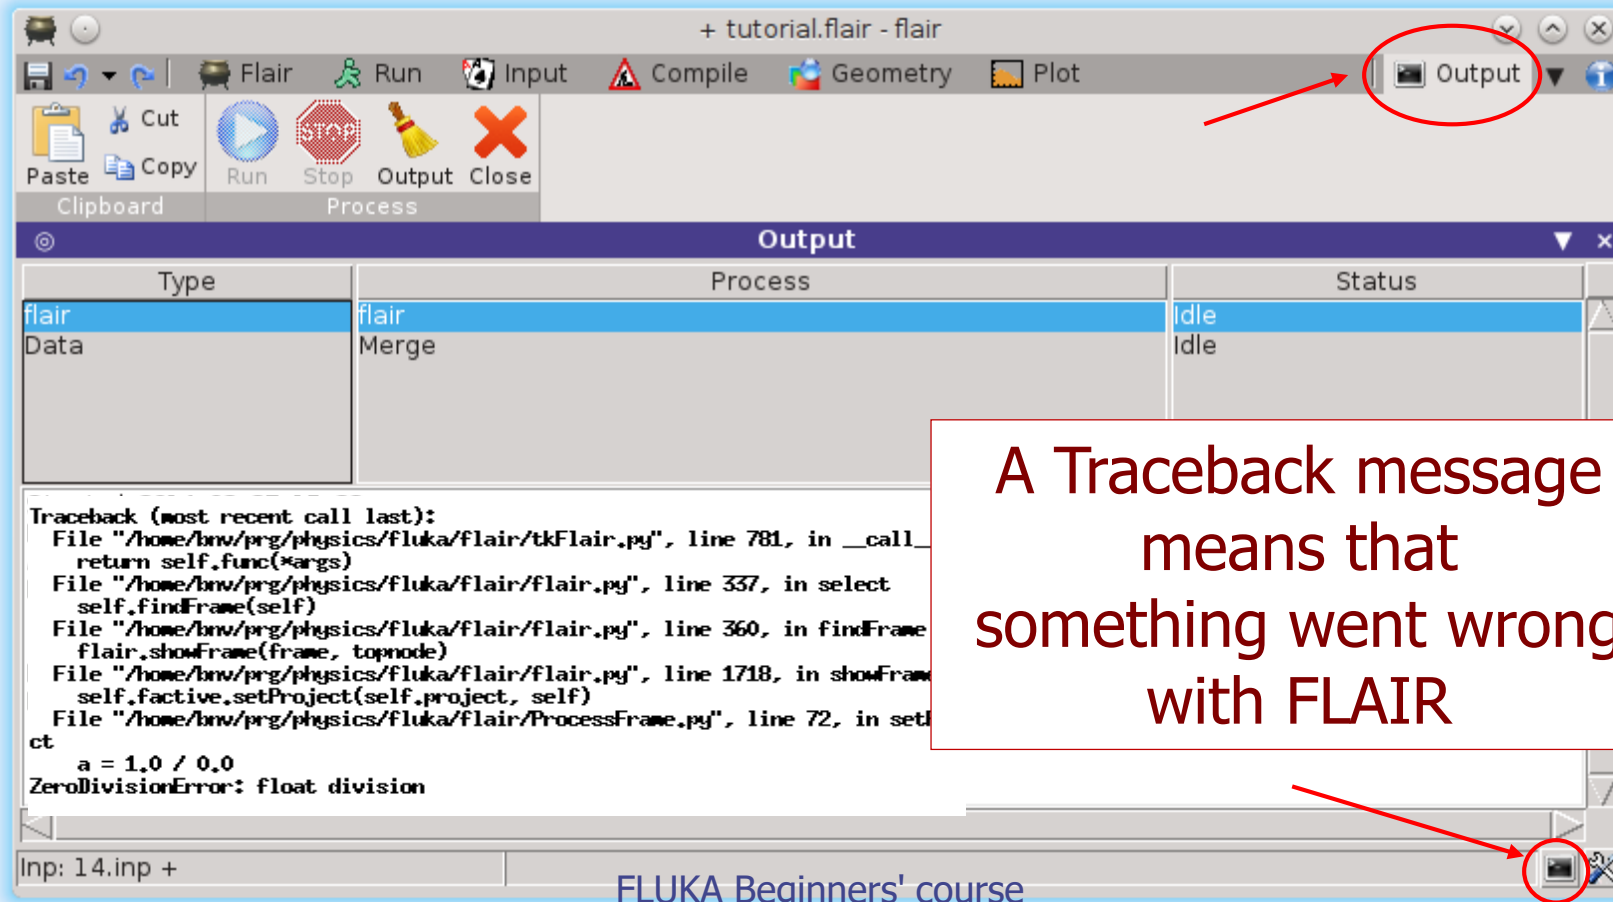 + tutorial.flair - flair
Flair Run Input Compile Geometry Plot Output
Cut
Copy
Paste Run Stop Output Close
Clipboard Process
Output
Type Process Status
flair flair Idle
Data Merge Idle
Traceback (most recent call last):
File "/home/bnv/prg/physics/fluka/flair/tkFlair.py", line 781, in __call_
return self.func(*args)
File "/home/bnv/prg/physics/fluka/flair/flair.py", line 337, in select
self.findFrame(self)
File "/home/bnv/prg/physics/fluka/flair/flair.py", line 360, in findFrame
flair.showFrame(frame, topnode)
File "/home/bnv/prg/physics/fluka/flair/flair.py", line 1718, in showFrame
self.factive.setProject(self.project, self)
File "/home/bnv/prg/physics/fluka/flair/ProcessFrame.py", line 72, in set
ct
a = 1.0 / 0.0
ZeroDivisionError: float division
A Traceback message
means that
something went wrong
with FLAIR
Inp: 14.inp +
FLUKA Beginners' course